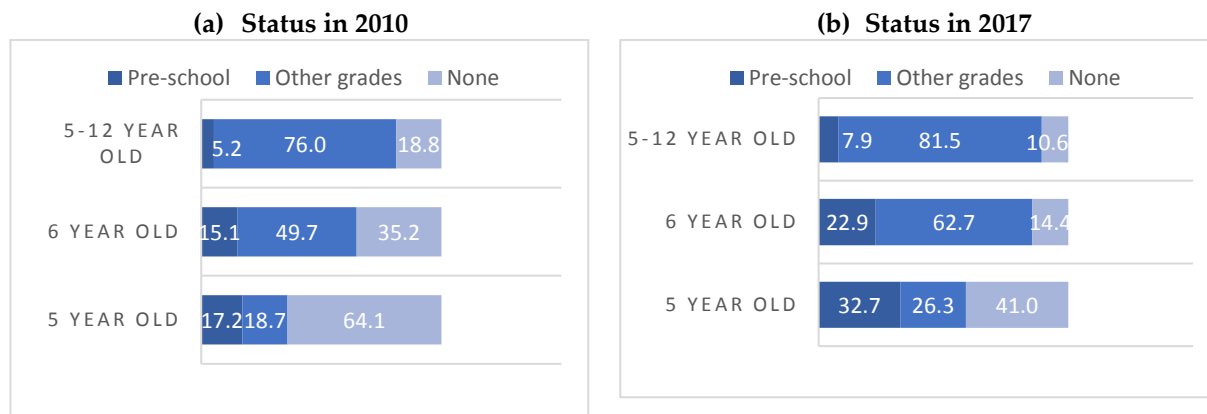 (a) Status in 2010
Pre-school Other grades None
5-12 YEAR
OLD
5.2 76.0 18.8
6 YEAR OLD
15.1 49.7 35.2
5 YEAR OLD
17.2 18.7 64.1
(b) Status in 2017
Pre-school Other grades None
5-12 YEAR OLD
7.9 81.5 10.6
6 YEAR OLD
22.9 62.7 14.4
5 YEAR OLD
32.7 26.3 41.0